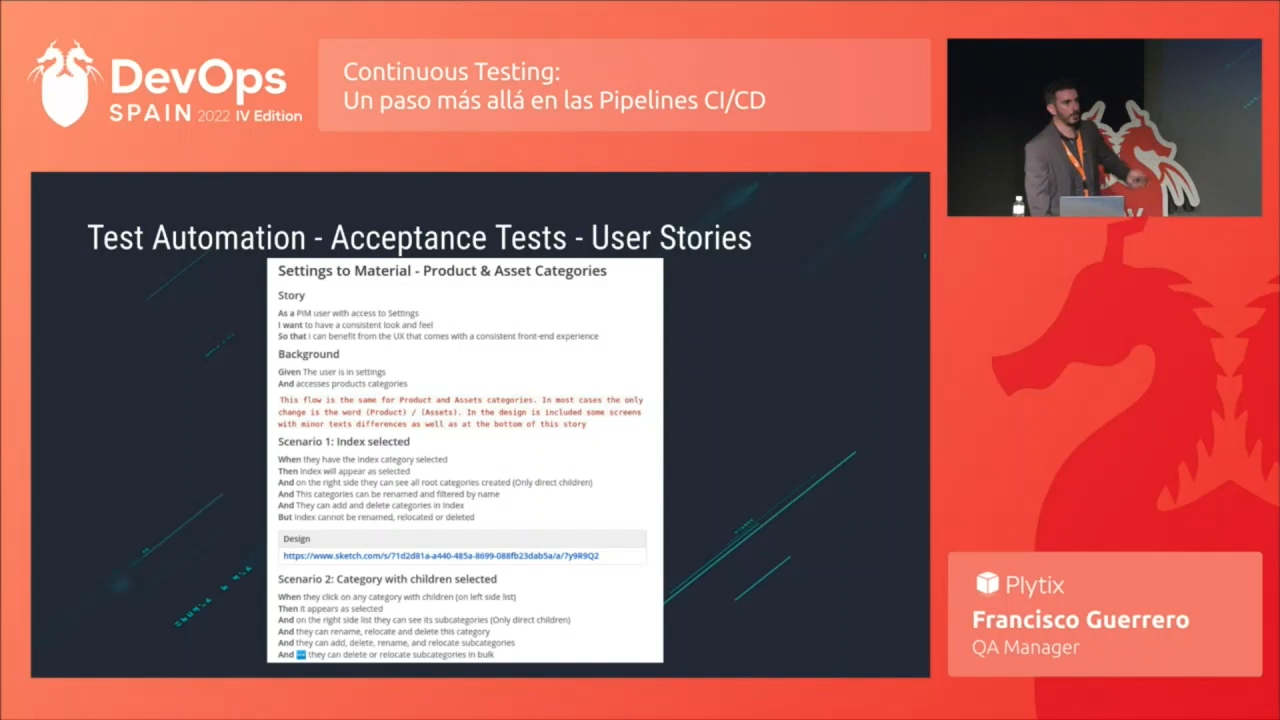 DevOps
SPAIN 2022 IV Edition
Continuous Testing:
Un paso más allá en las Pipelines CI/CD
Test Automation - Acceptance Tests - User Stories
Settings to Material - Product & Asset Categories
Story
As a PIM user with access to Settings
I want to have a consistent look and feel
So that I can benefit from the UX that comes with a consistent front-end experience
Background
Given The user is in settings
And accesses products categories
This flow is the same for Product and Assets categories. In most cases the only
change is the word (Product) / (Assets). In the design is included some screens
with minor texts differences as well as at the bottom of this story
Scenario 1: Index selected
When they have the Index category selected
Then Index will appear as selected
And on the right side they can see all root categories created (Only direct children)
And This categories can be renamed and filtered by name
And They can add and delete categories in Index
But Index cannot be renamed, relocated or deleted
Design
https://www.sketch.com/s/71d2d81a-a440-485a-8699-088fb23dab5a/a/7y9R9Q2
Scenario 2: Category with children selected
When they click on any category with children (on left side list)
Then it appears as selected
And on the right side list they can see its subcategories (Only direct children)
And they can rename, relocate and delete this category
And they can add, delete, rename, and relocate subcategories
And they can delete or relocate subcategories in bulk
Plytix
Francisco Guerrero
QA Manager